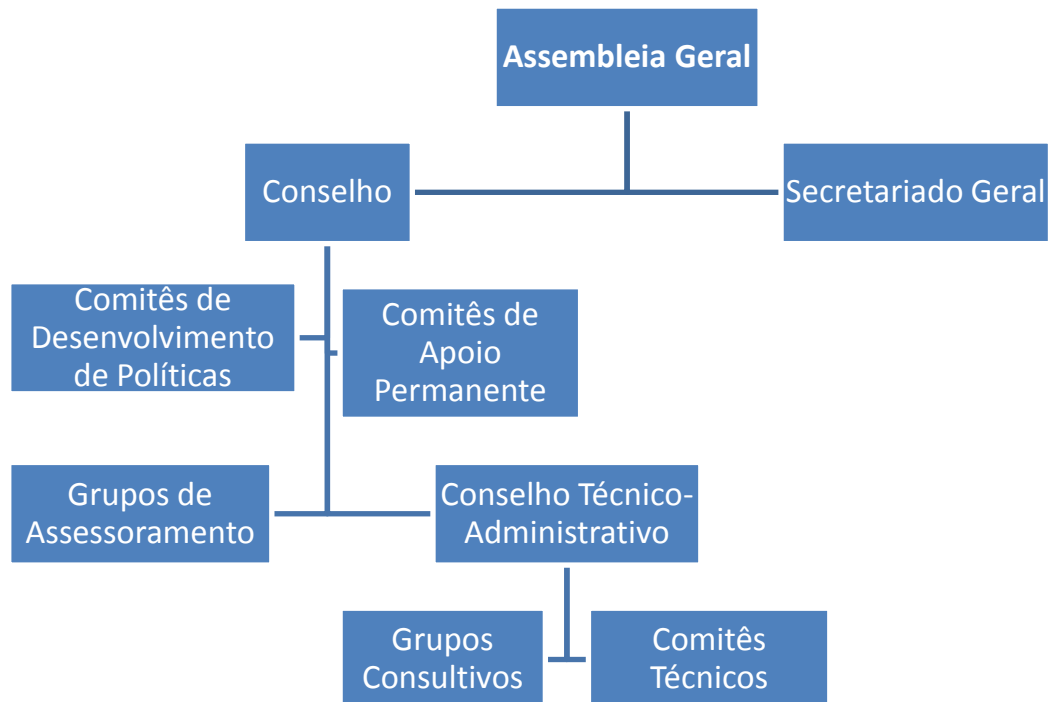 Assembleia Geral
Conselho
Secretariado Geral
Comitês de
Desenvolvimento
de Políticas
Comitês de
Apoio
Permanente
Grupos de
Assessoramento
Conselho Técnico-
Administrativo
Grupos
Consultivos
Comitês
Técnicos